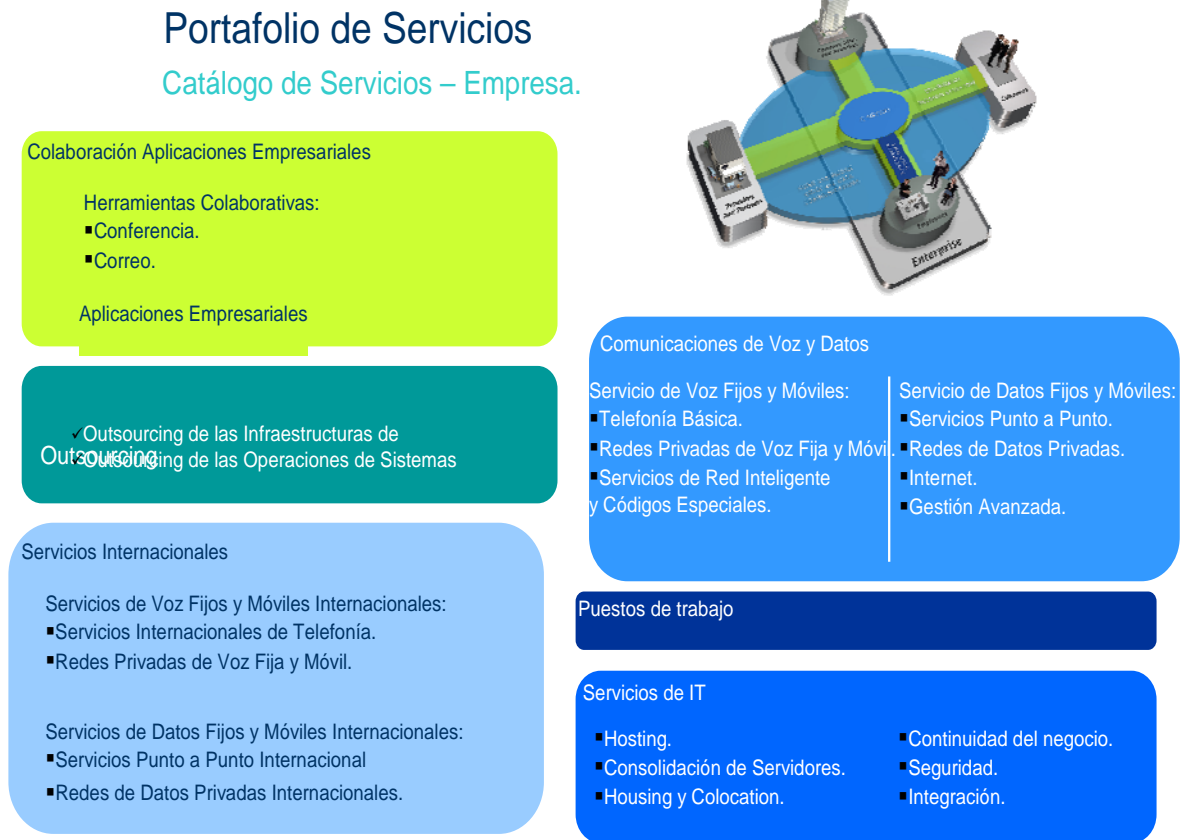 Portafolio de Servicios
Catálogo de Servicios – Empresa.
Colaboración Aplicaciones Empresariales
Herramientas Colaborativas:
▪Conferencia.
▪Correo.
Aplicaciones Empresariales
✓Outsourcing de las Infraestructuras de
Outsourcing
✓Outsourcing de las Operaciones de Sistemas
Servicios Internacionales
Servicios de Voz Fijos y Móviles Internacionales:
▪Servicios Internacionales de Telefonía.
▪Redes Privadas de Voz Fija y Móvil.
Servicios de Datos Fijos y Móviles Internacionales:
▪Servicios Punto a Punto Internacional
▪Redes de Datos Privadas Internacionales.
Customers
Providers
and Partners
Employees
Enterprise
Comunicaciones de Voz y Datos
Servicio de Voz Fijos y Móviles:
▪Telefonía Básica.
▪Redes Privadas de Voz Fija y Móvil.
▪Servicios de Red Inteligente
y Códigos Especiales.
Servicio de Datos Fijos y Móviles:
▪Servicios Punto a Punto.
▪Redes de Datos Privadas.
▪Internet.
▪Gestión Avanzada.
Puestos de trabajo
Servicios de IT
▪Hosting.
▪Consolidación de Servidores.
▪Housing y Colocation.
▪Continuidad del negocio.
▪Seguridad.
▪Integración.